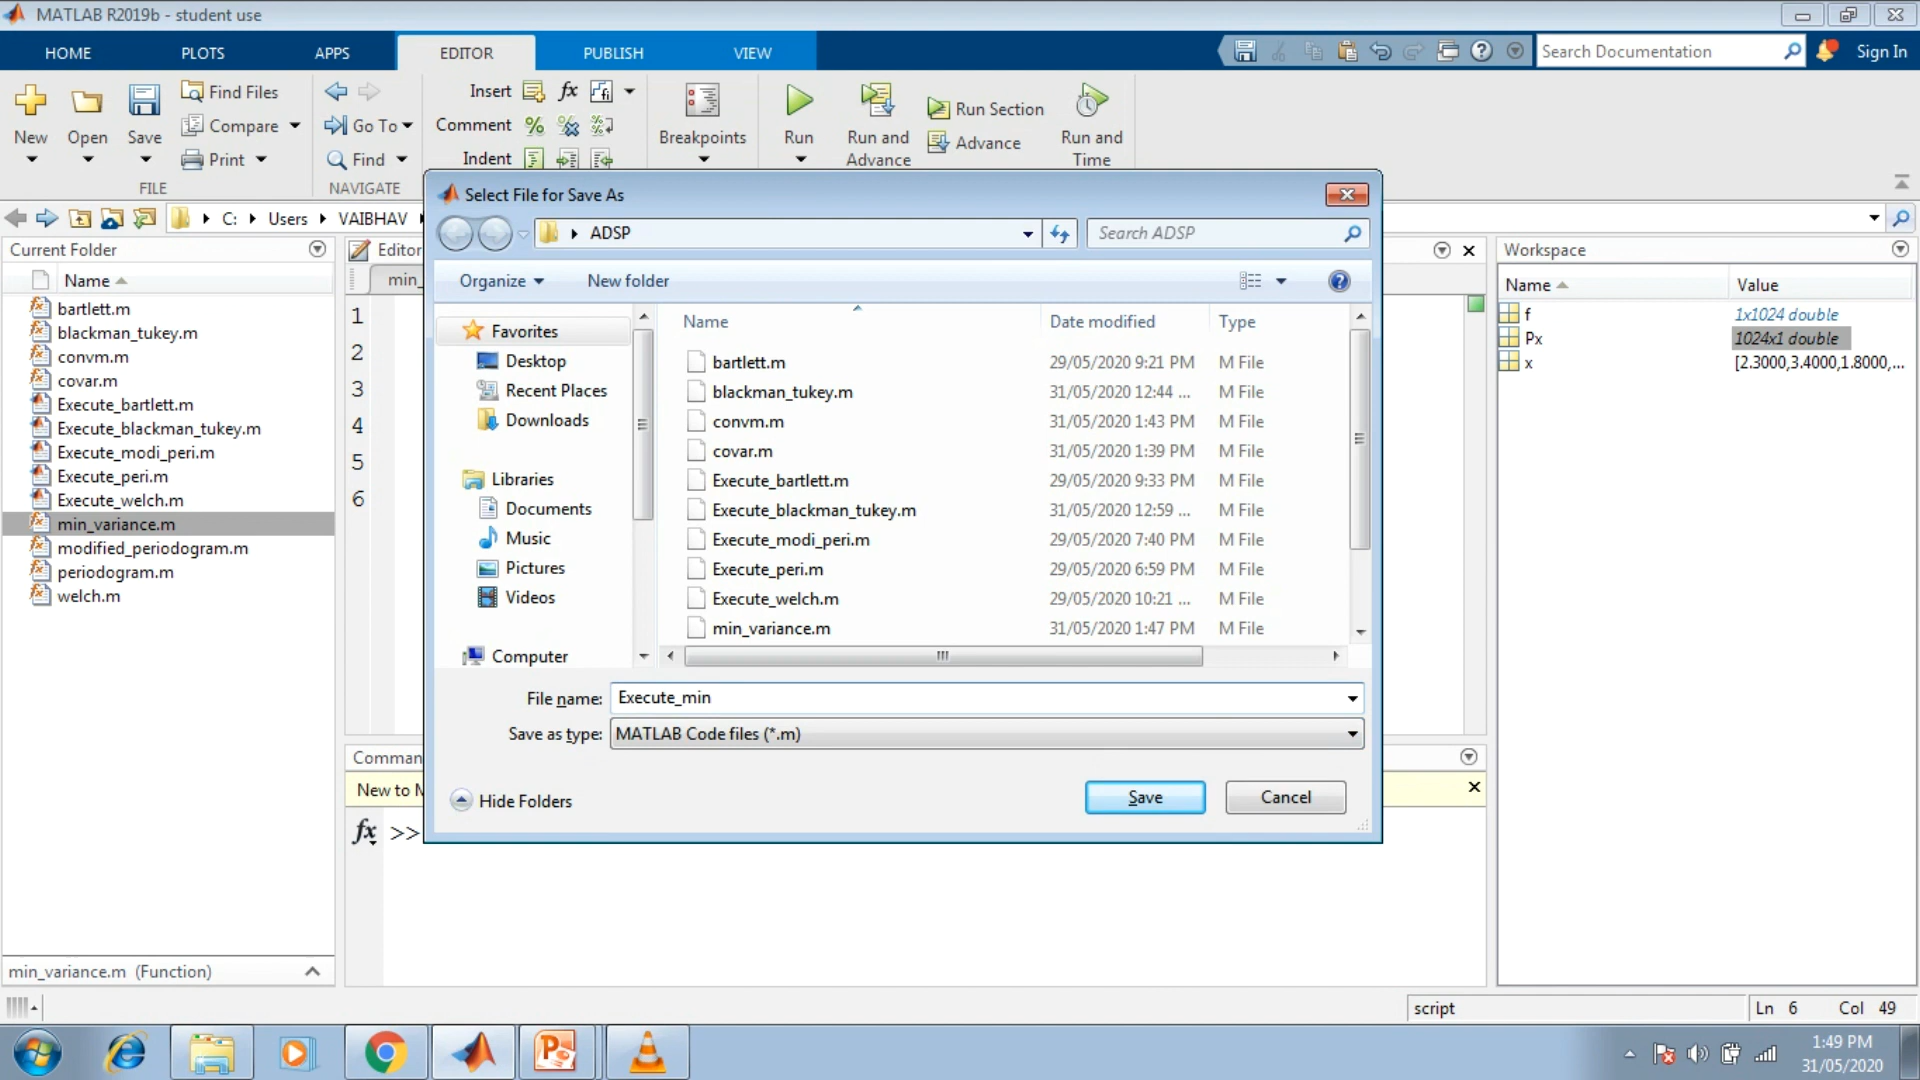 MATLAB R2019b - student use
HOME PLOTS APPS EDITOR PUBLISH VIEW Search Documentation Sign In
New Open Save Find Files Compare Print Go To Find Insert fx Comment Indent Breakpoints Run Run and Advance Run Section Advance Run and Time
FILE NAVIGATE
C: Users VAIBHAV
Current Folder
Name
bartlett.m
blackman_tukey.m
convm.m
covar.m
Execute_bartlett.m
Execute_blackman_tukey.m
Execute_modi_peri.m
Execute_peri.m
Execute_welch.m
min_variance.m
modified_periodogram.m
periodogram.m
welch.m
min_variance.m (Function)
Editor
min_
1
2
3
4
5
6
Comman
New to M
fx >>
Select File for Save As
ADSP Search ADSP
Organize New folder
Favorites
Desktop
Recent Places
Downloads
Libraries
Documents
Music
Pictures
Videos
Computer
Name Date modified Type
bartlett.m 29/05/2020 9:21 PM M File
blackman_tukey.m 31/05/2020 12:44 ... M File
convm.m 31/05/2020 1:43 PM M File
covar.m 31/05/2020 1:39 PM M File
Execute_bartlett.m 29/05/2020 9:33 PM M File
Execute_blackman_tukey.m 31/05/2020 12:59 ... M File
Execute_modi_peri.m 29/05/2020 7:40 PM M File
Execute_peri.m 29/05/2020 6:59 PM M File
Execute_welch.m 29/05/2020 10:21 ... M File
min_variance.m 31/05/2020 1:47 PM M File
File name: Execute_min
Save as type: MATLAB Code files (*.m)
Hide Folders Save Cancel
Workspace
Name Value
f 1x1024 double
Px 1024x1 double
x [2.3000,3.4000,1.8000,...
script Ln 6 Col 49
1:49 PM
31/05/2020